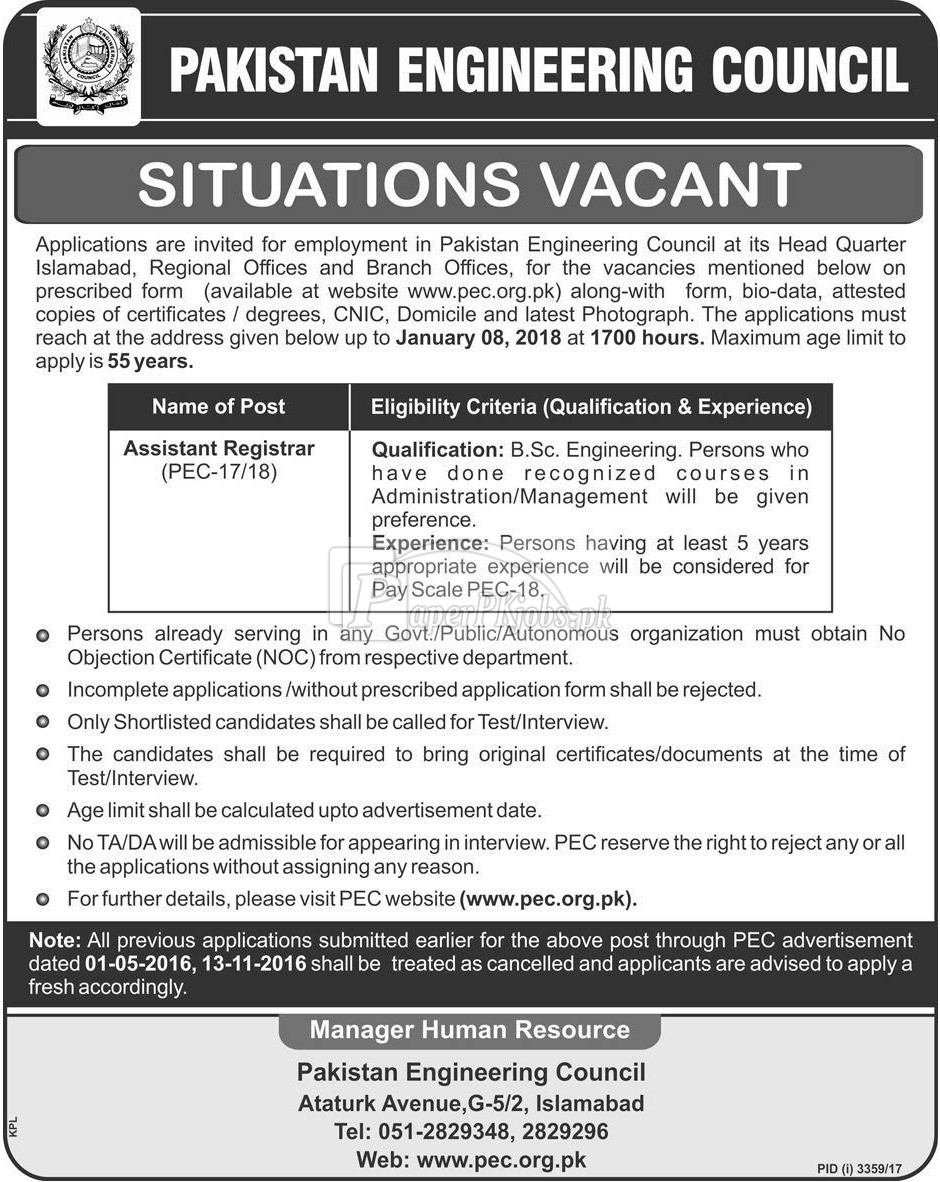 PAKISTAN ENGINEERING COUNCIL
PAKISTAN ENGINEERING
COUNCIL
SITUATIONS VACANT
Applications are invited for employment in Pakistan Engineering Council at its Head Quarter
Islamabad, Regional Offices and Branch Offices, for the vacancies mentioned below on
prescribed form (available at website www.pec.org.pk) along-with form, bio-data, attested
copies of certificates / degrees, CNIC, Domicile and latest Photograph. The applications must
reach at the address given below up to January 08, 2018 at 1700 hours. Maximum age limit to
apply is 55 years.
Name of Post
Eligibility Criteria (Qualification & Experience)
Assistant Registrar
(PEC-17/18)
Qualification: B.Sc. Engineering. Persons who
have done recognized courses in
Administration/Management will be given
preference.
Experience: Persons having at least 5 years
appropriate experience will be considered for
Pay Scale PEC-18.
PaperPKjobs.pk
Persons already serving in any Govt./Public/Autonomous organization must obtain No
Objection Certificate (NOC) from respective department.
Incomplete applications /without prescribed application form shall be rejected.
Only Shortlisted candidates shall be called for Test/Interview.
The candidates shall be required to bring original certificates/documents at the time of
Test/Interview.
Age limit shall be calculated upto advertisement date.
No TA/DA will be admissible for appearing in interview. PEC reserve the right to reject any or all
the applications without assigning any reason.
For further details, please visit PEC website (www.pec.org.pk).
Note: All previous applications submitted earlier for the above post through PEC advertisement
dated 01-05-2016, 13-11-2016 shall be treated as cancelled and applicants are advised to apply a
fresh accordingly.
Manager Human Resource
Pakistan Engineering Council
Ataturk Avenue,G-5/2, Islamabad
Tel: 051-2829348, 2829296
Web: www.pec.org.pk
KPL
PID (i) 3359/17